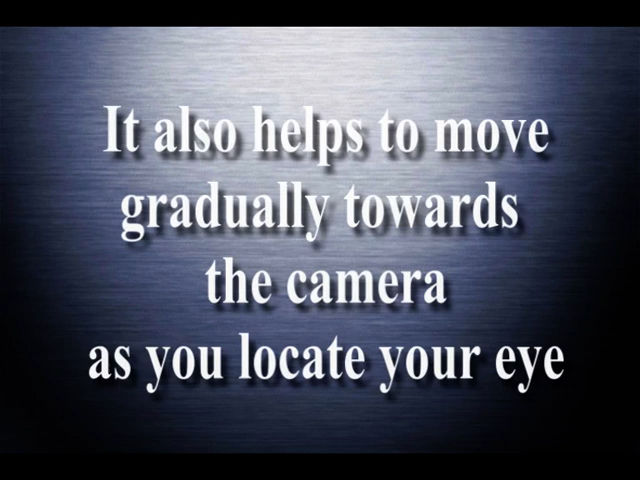 It also helps to move
gradually towards
the camera
as you locate your eye